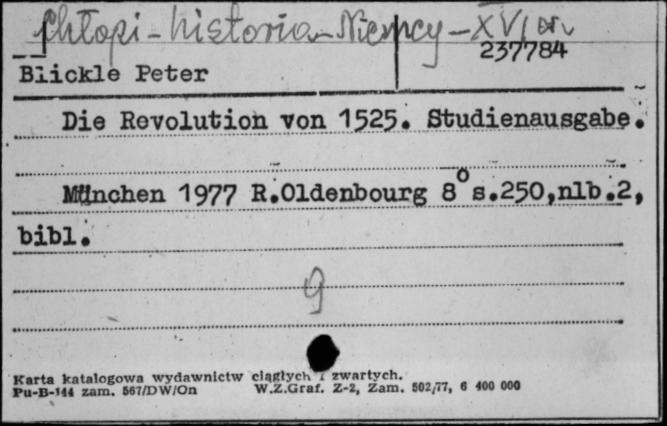 Chłopi - historia - Niemcy - XVI w.
237784
Blickle Peter
Die Revolution von 1525. Studienausgabe.
München 1977 R.Oldenbourg 8° s.250,nlb.2,
bibl.
g
Karta katalogowa wydawnictw ciągłych i zwartych.
Pu-B-144 zam. 567/DW/On W.Z.Graf. Z-2, Zam. 502/77, 6 400 000